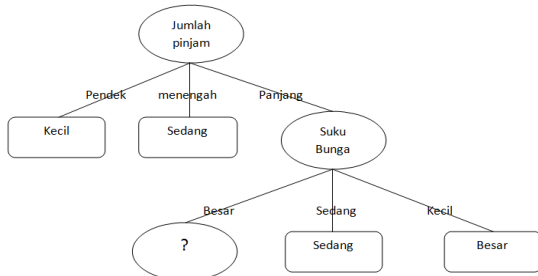 Jumlah
pinjam
Pendek
menengah
Panjang
Kecil
Sedang
Suku
Bunga
Besar
Sedang
Kecil
?
Sedang
Besar